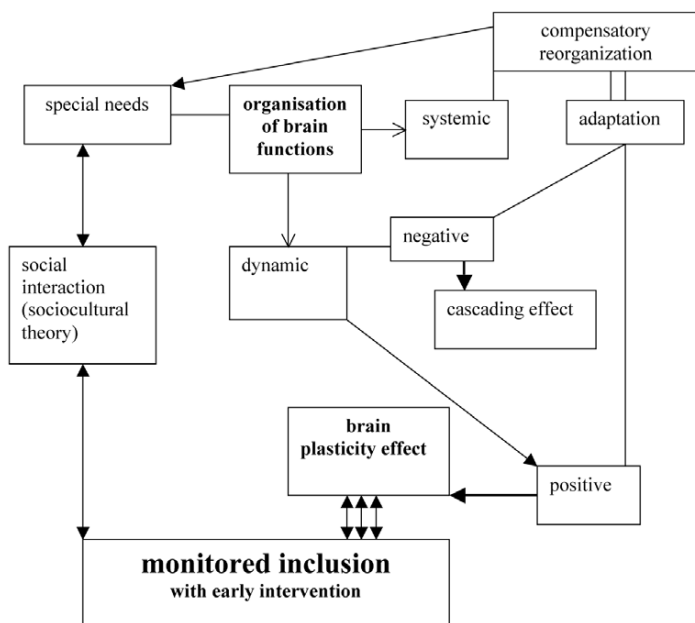 compensatory
reorganization
special needs
organisation
of brain
functions
systemic
adaptation
negative
social
interaction
(sociocultural
theory)
dynamic
cascading effect
brain
plasticity effect
positive
monitored inclusion
with early intervention